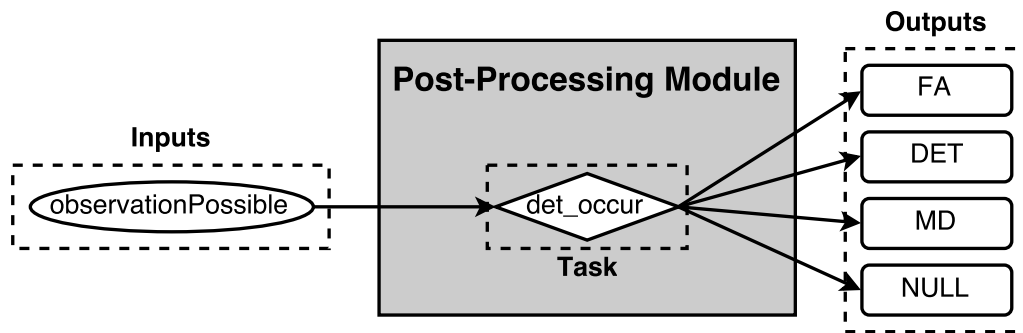 Outputs
Post-Processing Module
FA
Inputs
DET
observationPossible
det_occur
MD
Task
NULL